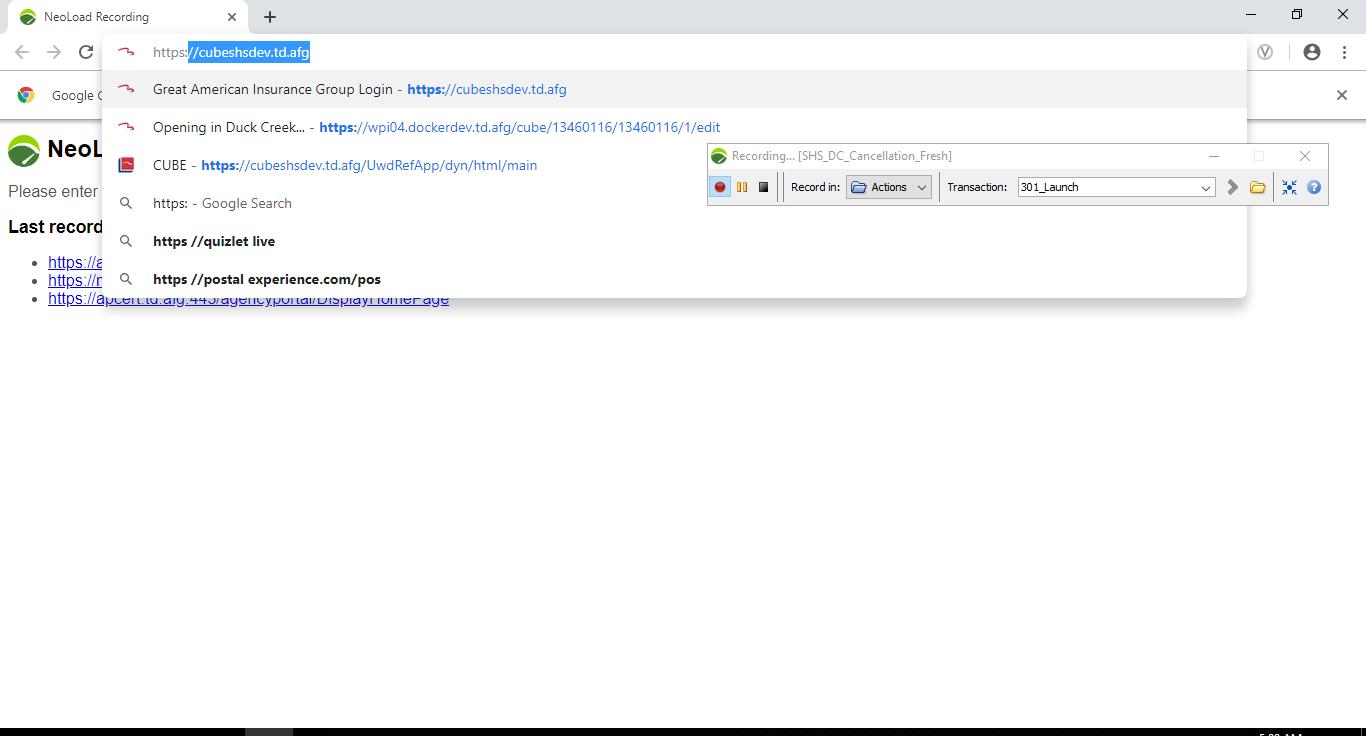 NeoLoad Recording
https://cubeshsdev.td.afg
Google
Great American Insurance Group Login - https://cubeshsdev.td.afg
Opening in Duck Creek... - https://wpi04.dockerdev.td.afg/cube/13460116/13460116/1/edit
NeoL
CUBE - https://cubeshsdev.td.afg/UwdRefApp/dyn/html/main
Recording... [SHS_DC_Cancellation_Fresh]
Please enter
Record in: Actions Transaction: 301_Launch
https: - Google Search
Last record
https //quizlet live
https://a
https //postal experience.com/pos
https://
https://apcert.td.afg:443/agencyportal/DisplayHomePage